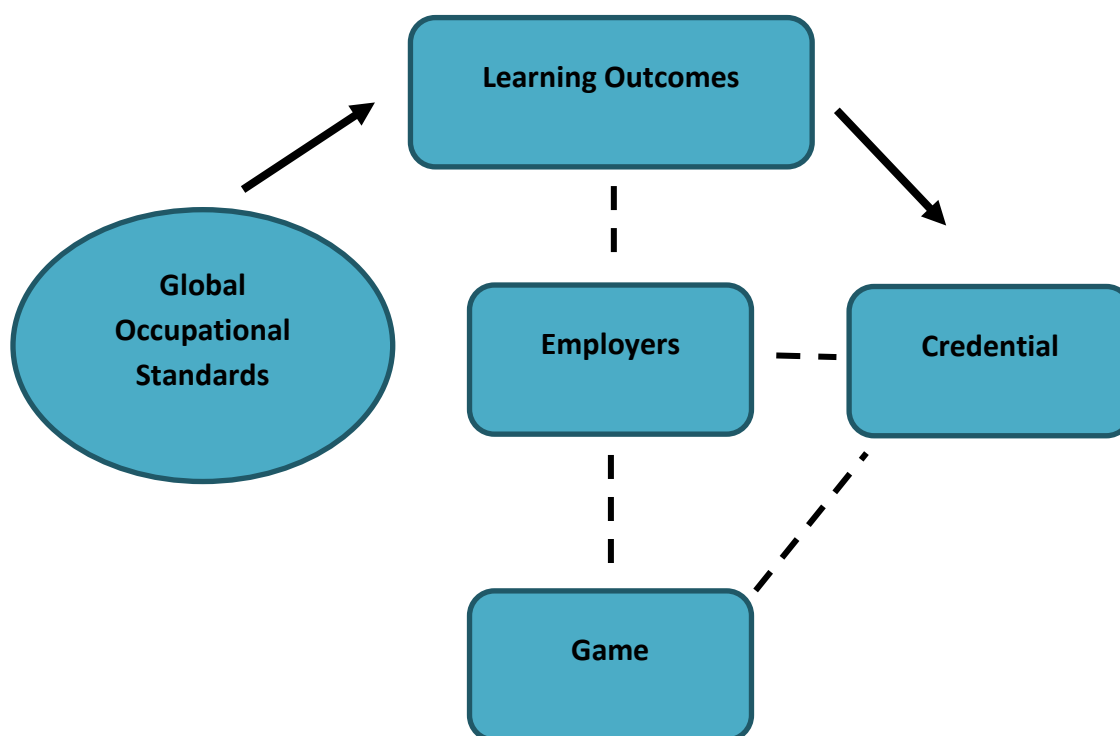 Learning Outcomes
Global
Occupational
Standards
Employers
Credential
Game